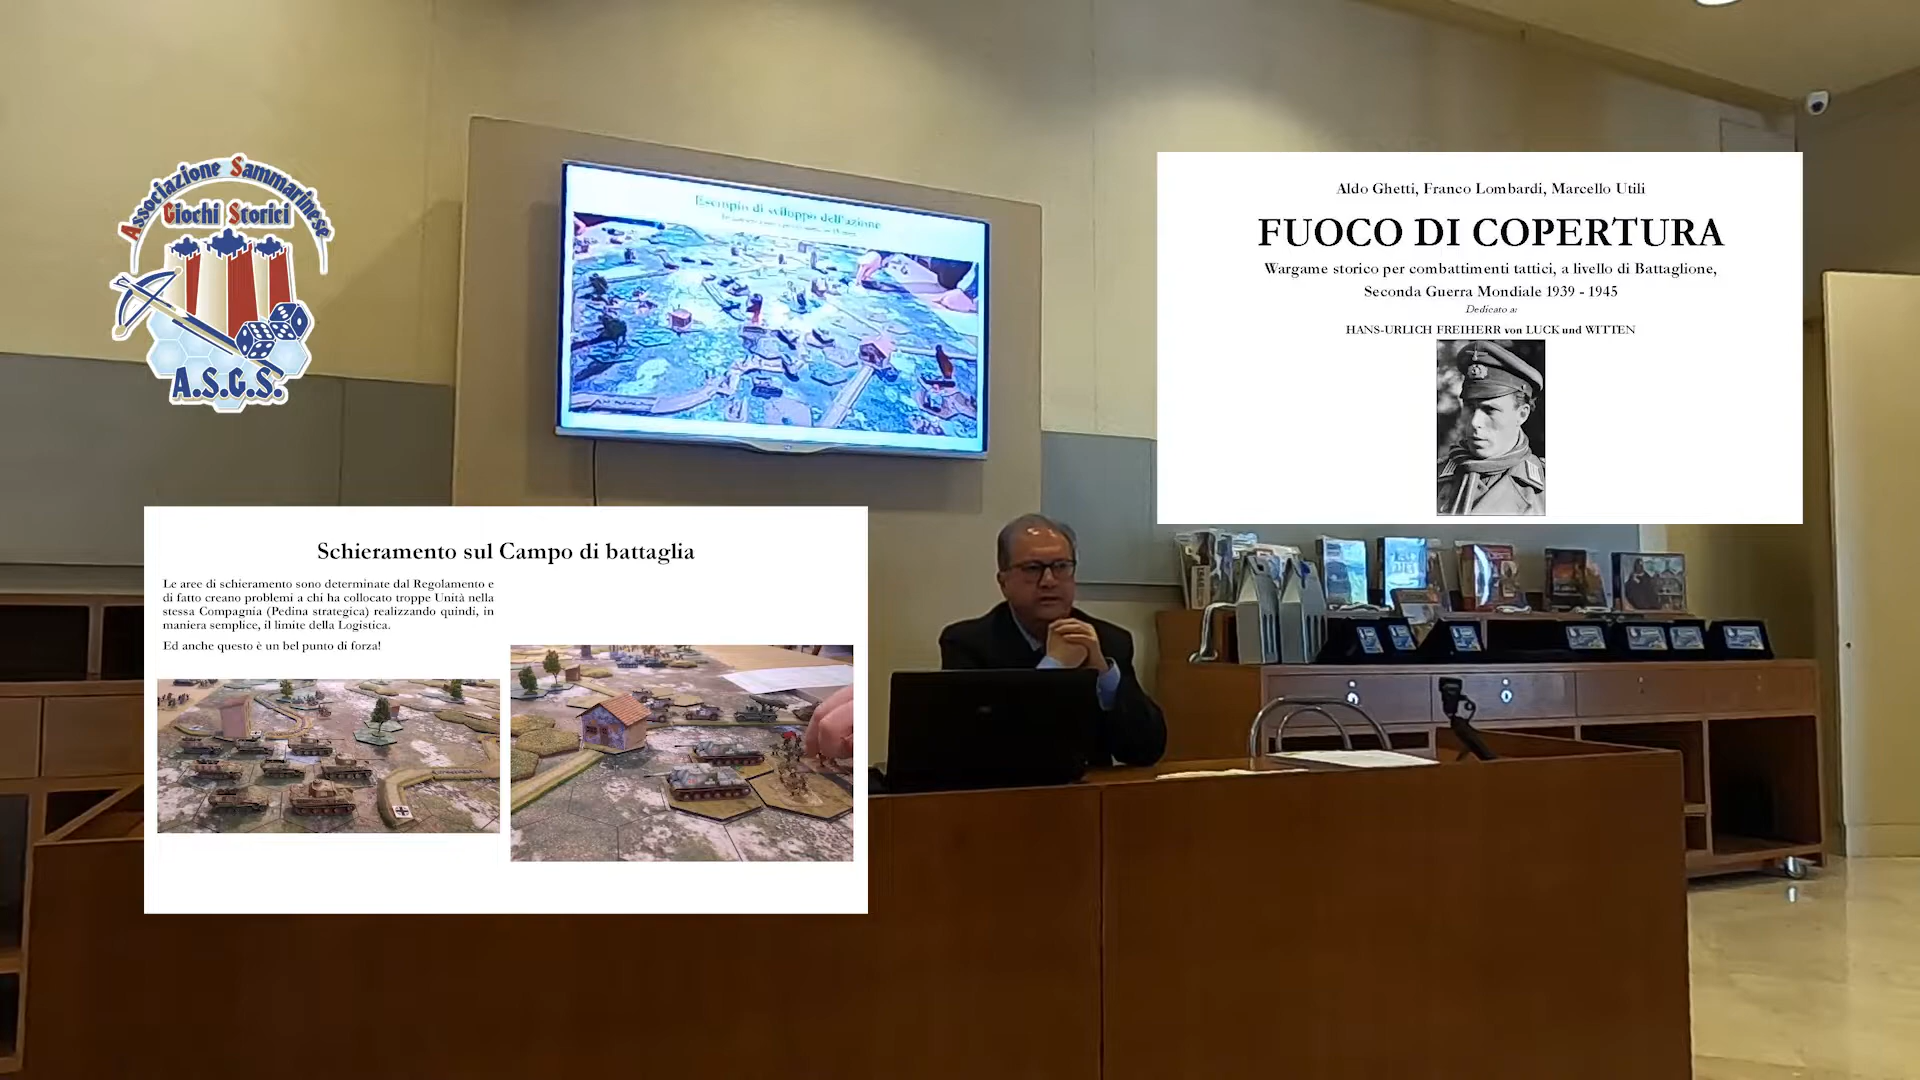 Associazione Sammarinese
Giochi Storici
A.S.G.S.
Esempio di sviluppo dell'azione
Aldo Ghetti, Franco Lombardi, Marcello Utili
FUOCO DI COPERTURA
Wargame storico per combattimenti tattici, a livello di Battaglione,
Seconda Guerra Mondiale 1939 - 1945
Dedicato a:
HANS-URLICH FREIHERR von LUCK und WITTEN
Schieramento sul Campo di battaglia
Le aree di schieramento sono determinate dal Regolamento e
di fatto creano problemi a chi ha collocato troppe Unità nella
stessa Compagnia (Pedina strategica) realizzando quindi, in
maniera semplice, il limite della Logistica.
Ed anche questo è un bel punto di forza!